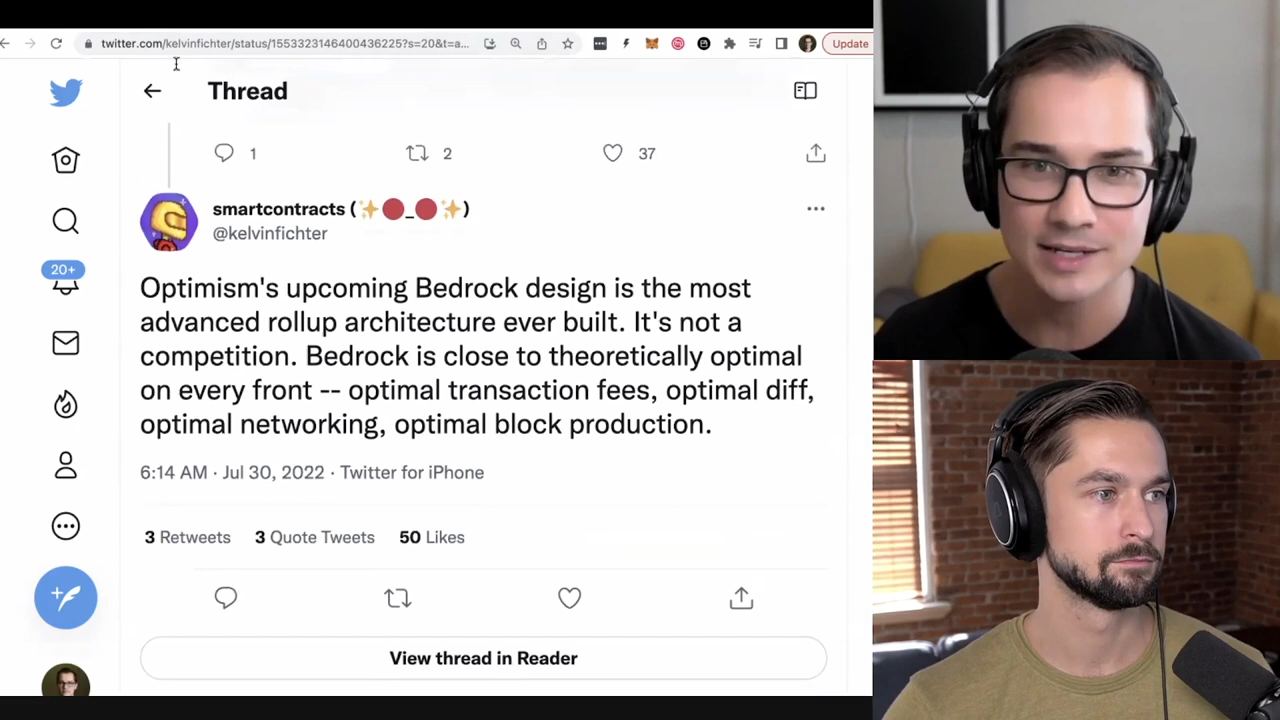 twitter.com/kelvinfichter/status/1553323146400436225?s=20&t=a...
Update
Thread
1
2
37
smartcontracts (✨🔴_🔴✨)
@kelvinfichter
20+
Optimism's upcoming Bedrock design is the most
advanced rollup architecture ever built. It's not a
competition. Bedrock is close to theoretically optimal
on every front -- optimal transaction fees, optimal diff,
optimal networking, optimal block production.
6:14 AM · Jul 30, 2022 · Twitter for iPhone
3 Retweets 3 Quote Tweets 50 Likes
View thread in Reader